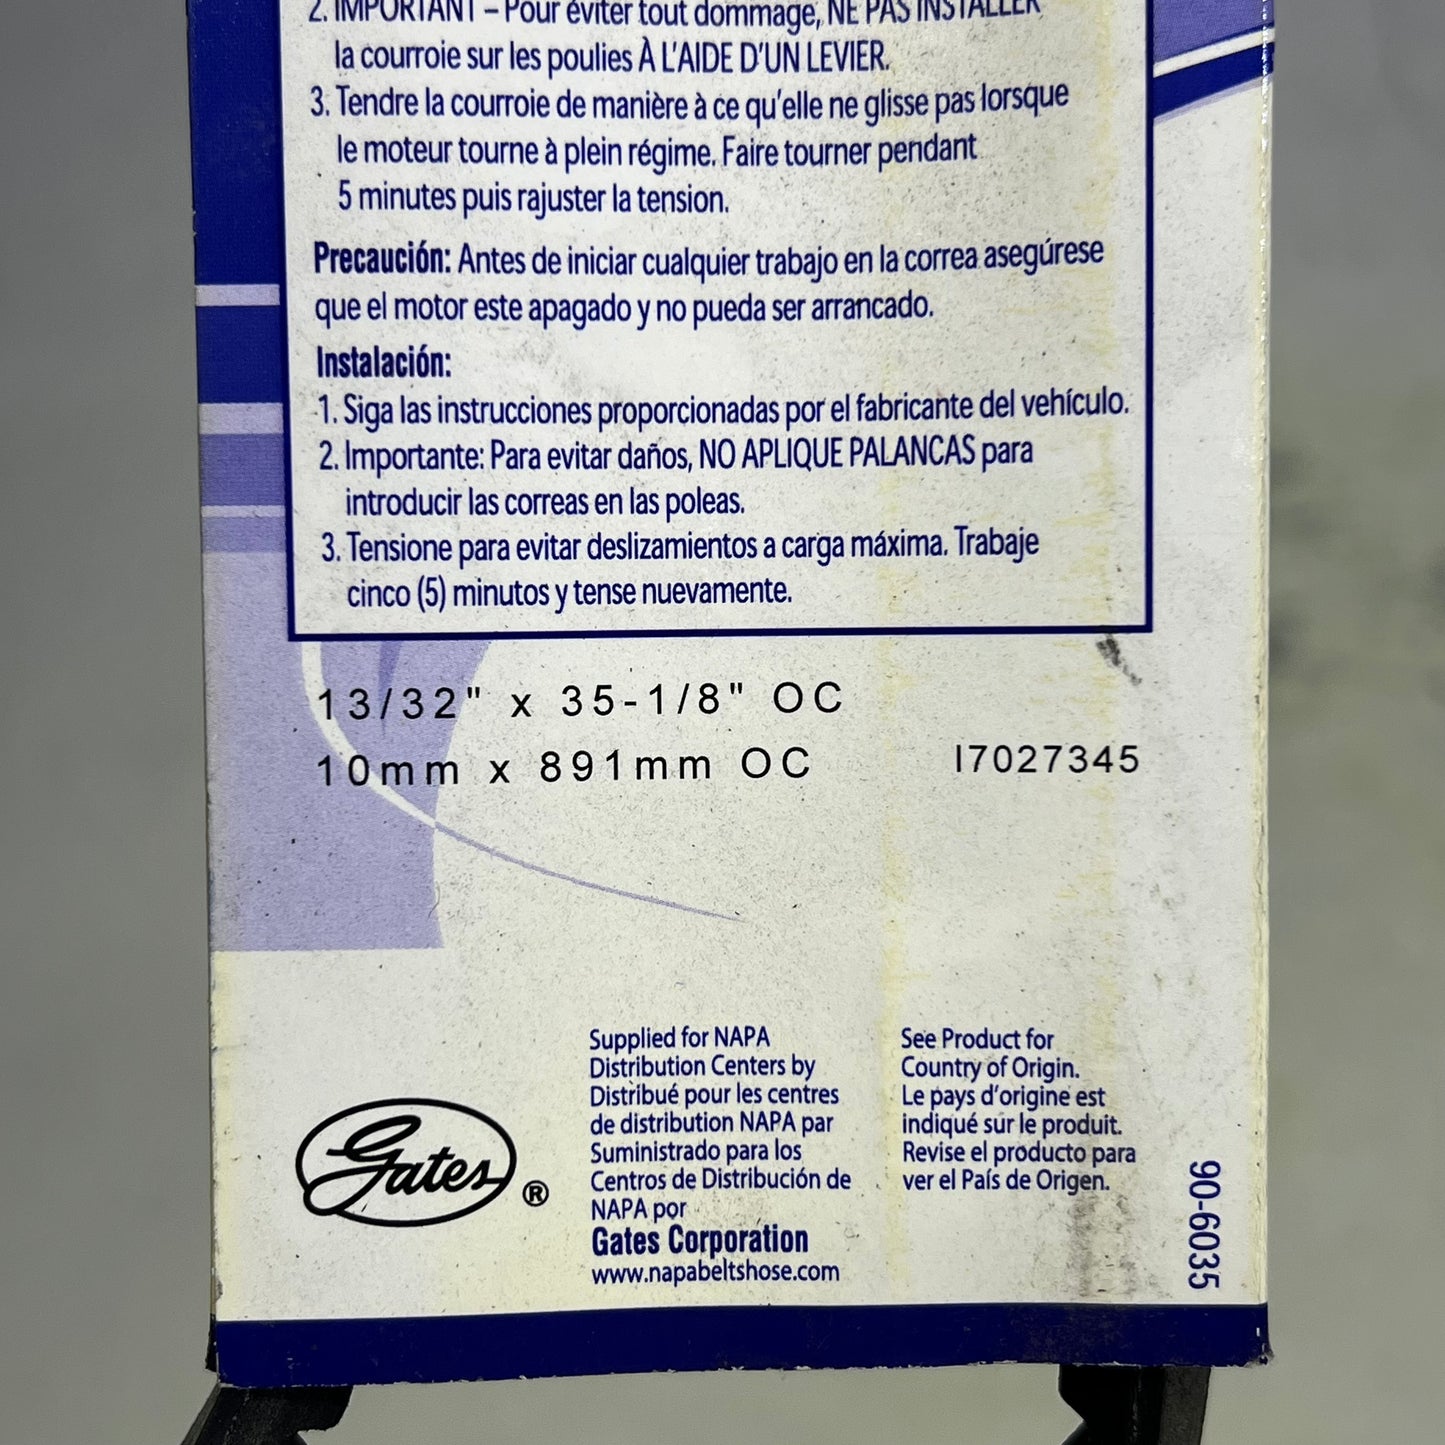 2. IMPORTANT – Pour éviter tout dommage, NE PAS INSTALLER
la courroie sur les poulies À L'AIDE D'UN LEVIER.
3. Tendre la courroie de manière à ce qu'elle ne glisse pas lorsque
le moteur tourne à plein régime. Faire tourner pendant
5 minutes puis rajuster la tension.
Precaución: Antes de iniciar cualquier trabajo en la correa asegúrese
que el motor este apagado y no pueda ser arrancado.
Instalación:
1. Siga las instrucciones proporcionadas por el fabricante del vehículo.
2. Importante: Para evitar daños, NO APLIQUE PALANCAS para
introducir las correas en las poleas.
3. Tensione para evitar deslizamientos a carga máxima. Trabaje
cinco (5) minutos y tense nuevamente.
13/32" x 35-1/8" OC
10mm x 891mm OC
I7027345
Gates ®
Supplied for NAPA
Distribution Centers by
Distribué pour les centres
de distribution NAPA par
Suministrado para los
Centros de Distribución de
NAPA por
Gates Corporation
www.napabeltshose.com
See Product for
Country of Origin.
Le pays d'origine est
indiqué sur le produit.
Revise el producto para
ver el País de Origen.
90-6035